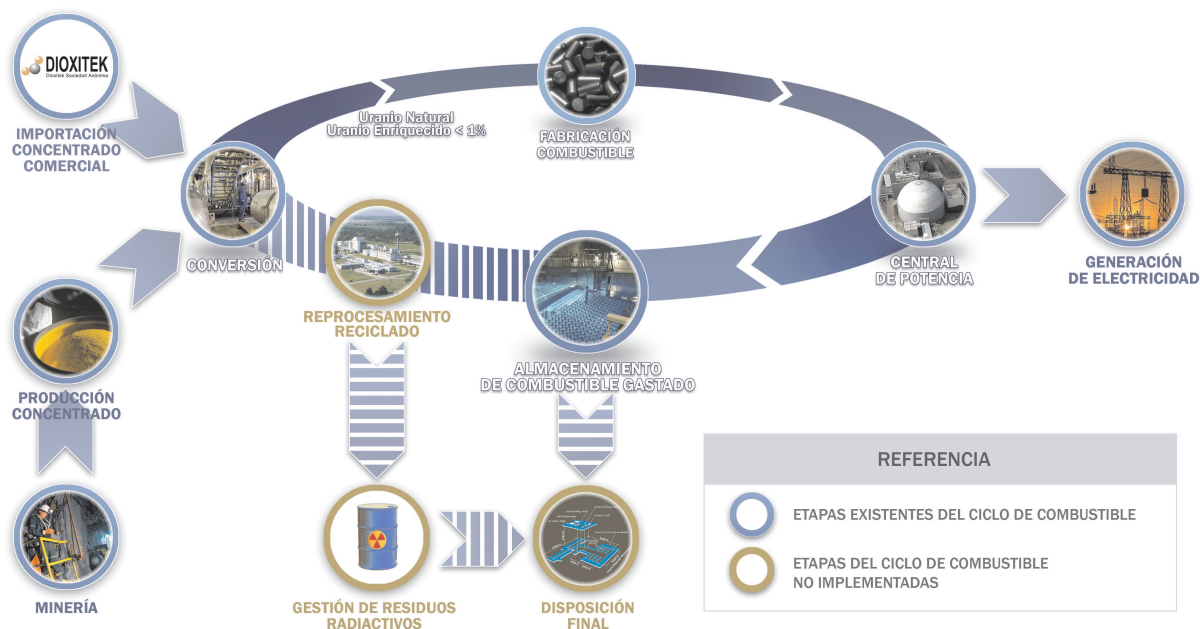 DIOXITEK
Dioxitek Sociedad Anónima
IMPORTACIÓN
CONCENTRADO
COMERCIAL
Uranio Natural
Uranio Enriquecido < 1%
FABRICACIÓN
COMBUSTIBLE
CONVERSIÓN
CENTRAL
DE POTENCIA
GENERACIÓN
DE ELECTRICIDAD
REPROCESAMIENTO
RECICLADO
ALMACENAMIENTO
DE COMBUSTIBLE GASTADO
PRODUCCIÓN
CONCENTRADO
MINERÍA
GESTIÓN DE RESIDUOS
RADIACTIVOS
DISPOSICIÓN
FINAL
REFERENCIA
ETAPAS EXISTENTES DEL CICLO DE COMBUSTIBLE
ETAPAS DEL CICLO DE COMBUSTIBLE
NO IMPLEMENTADAS